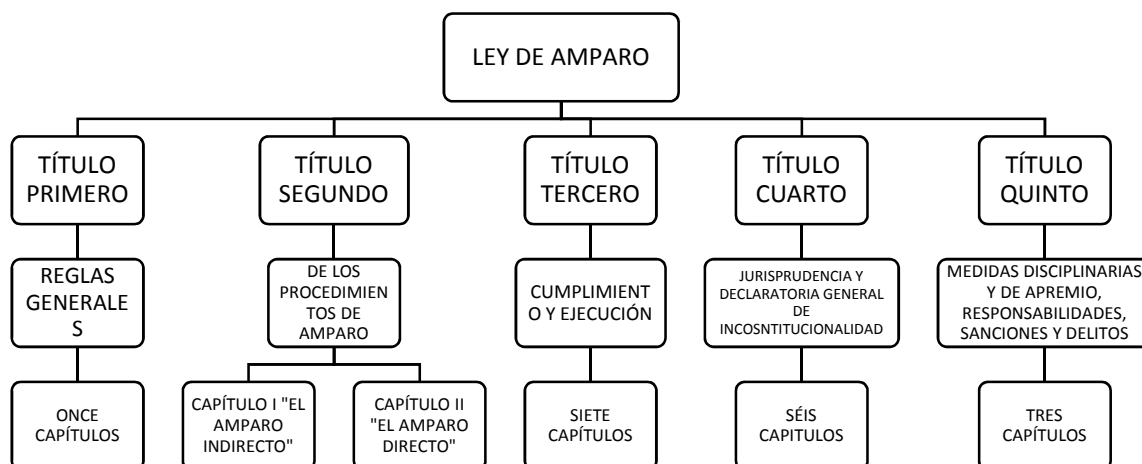 LEY DE AMPARO
TÍTULO
PRIMERO
TÍTULO
SEGUNDO
TÍTULO
TERCERO
TÍTULO
CUARTO
TÍTULO
QUINTO
REGLAS
GENERALE
S
DE LOS
PROCEDIMIEN
TOS DE AMPARO
CUMPLIMIENT
O Y EJECUCIÓN
JURISPRUDENCIA Y
DECLARATORIA GENERAL
DE
INCOSNTITUCIONALIDAD
MEDIDAS DISCIPLINARIAS
Y DE APREMIO,
RESPONSABILIDADES,
SANCIONES Y DELITOS
ONCE
CAPÍTULOS
CAPÍTULO I "EL
AMPARO
INDIRECTO"
CAPÍTULO II
"EL AMPARO
DIRECTO"
SIETE
CAPÍTULOS
SÉIS
CAPITULOS
TRES
CAPÍTULOS